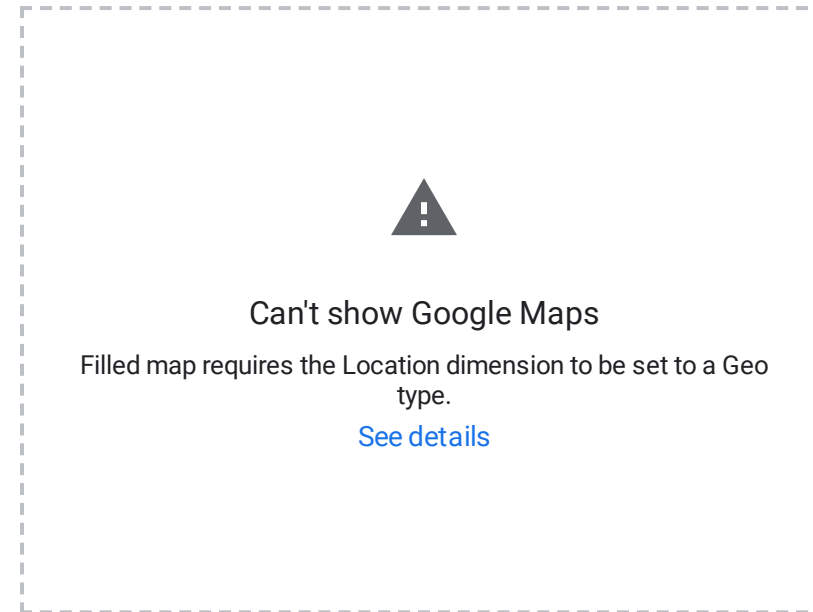 Can't show Google Maps
Filled map requires the Location dimension to be set to a Geo
type.
See details